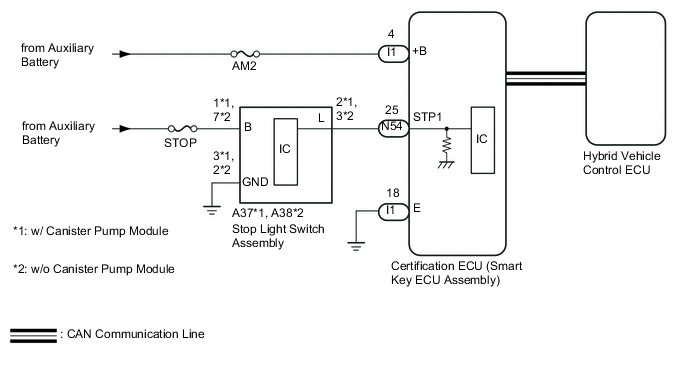 4
from Auxiliary
Battery
I1
+B
AM2
1*1,
7*2
2*1,
3*2
25
from Auxiliary
Battery
B
L
N54
STP1
STOP
IC
IC
3*1,
2*2
GND
Hybrid Vehicle
Control ECU
18
I1
E
A37*1, A38*2
Stop Light Switch
Assembly
*1: w/ Canister Pump Module
*2: w/o Canister Pump Module
Certification ECU (Smart
Key ECU Assembly)
: CAN Communication Line